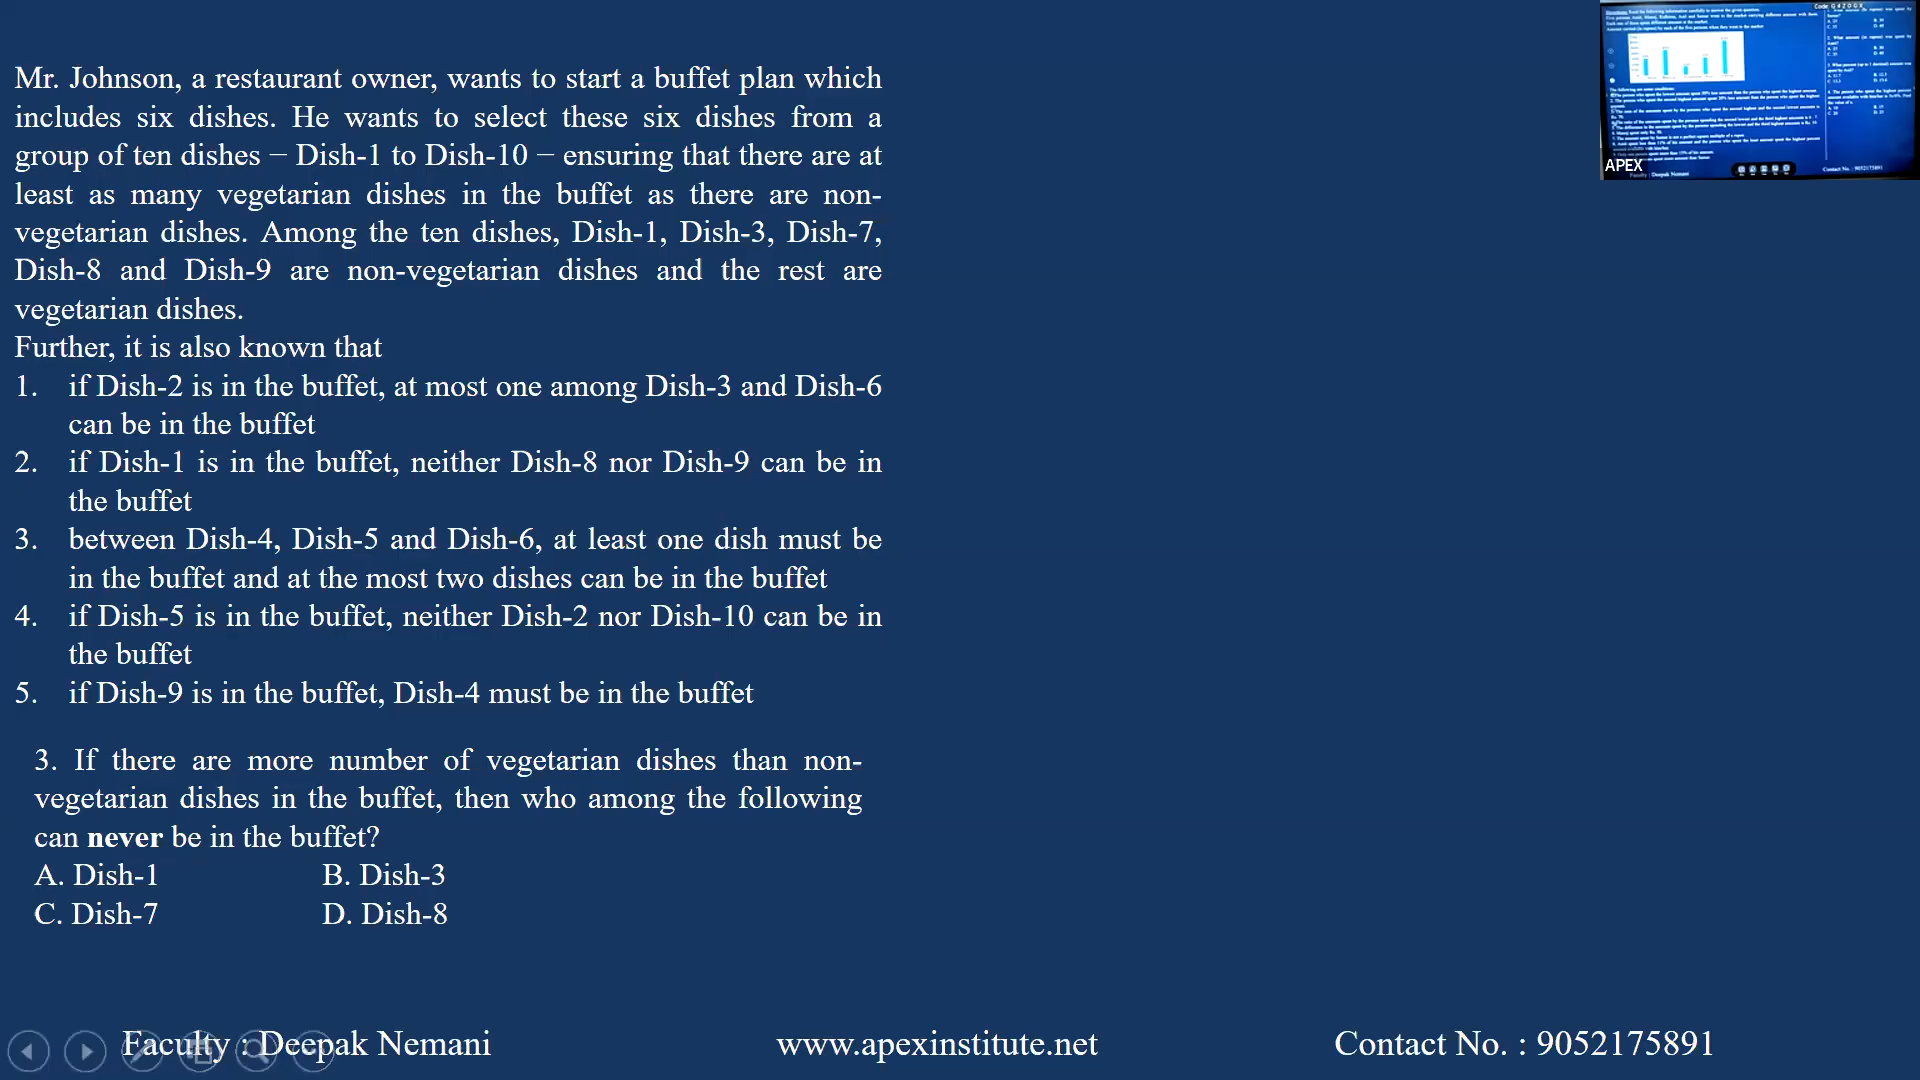 Mr. Johnson, a restaurant owner, wants to start a buffet plan which
includes six dishes. He wants to select these six dishes from a
group of ten dishes − Dish-1 to Dish-10 − ensuring that there are at
least as many vegetarian dishes in the buffet as there are non-
vegetarian dishes. Among the ten dishes, Dish-1, Dish-3, Dish-7,
Dish-8 and Dish-9 are non-vegetarian dishes and the rest are
vegetarian dishes.
Further, it is also known that
1. if Dish-2 is in the buffet, at most one among Dish-3 and Dish-6
can be in the buffet
2. if Dish-1 is in the buffet, neither Dish-8 nor Dish-9 can be in
the buffet
3. between Dish-4, Dish-5 and Dish-6, at least one dish must be
in the buffet and at the most two dishes can be in the buffet
4. if Dish-5 is in the buffet, neither Dish-2 nor Dish-10 can be in
the buffet
5. if Dish-9 is in the buffet, Dish-4 must be in the buffet
3. If there are more number of vegetarian dishes than non-
vegetarian dishes in the buffet, then who among the following
can never be in the buffet?
A. Dish-1 B. Dish-3
C. Dish-7 D. Dish-8
APEX
Faculty : Deepak Nemani www.apexinstitute.net Contact No. : 9052175891